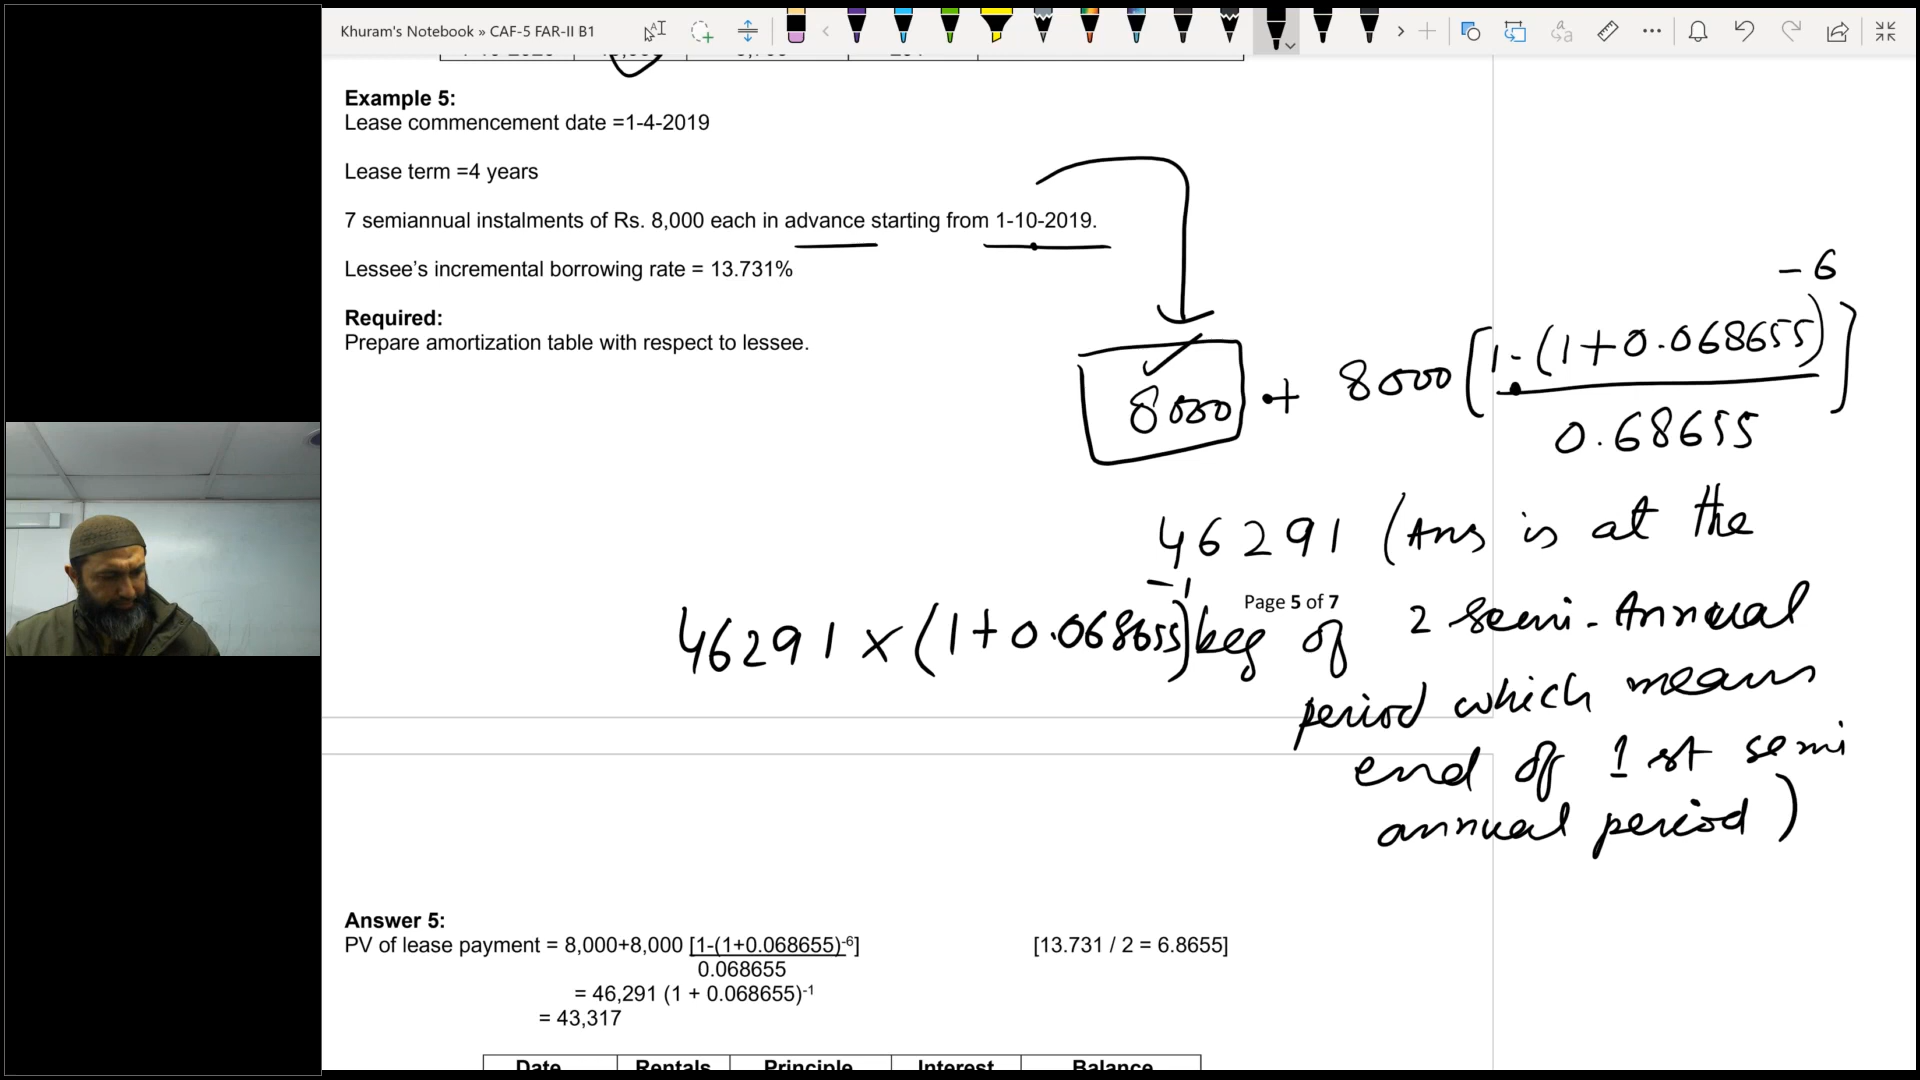 Khuram's Notebook » CAF-5 FAR-II B1
Example 5:
Lease commencement date =1-4-2019
Lease term =4 years
7 semiannual instalments of Rs. 8,000 each in advance starting from 1-10-2019.
Lessee's incremental borrowing rate = 13.731%
Required:
Prepare amortization table with respect to lessee.
8000 + 8000 [1-(1+0.068655)-6]
0.68655
46291 (Ans is at the
46291 x (1+0.068655)-1 beg of 2 semi-Annual
Page 5 of 7
period which means
end of 1st semi
annual period)
Answer 5:
PV of lease payment = 8,000+8,000 [1-(1+0.068655)-6] [13.731 / 2 = 6.8655]
0.068655
= 46,291 (1 + 0.068655)-1
= 43,317
Date Rentals Principle Interest Balance